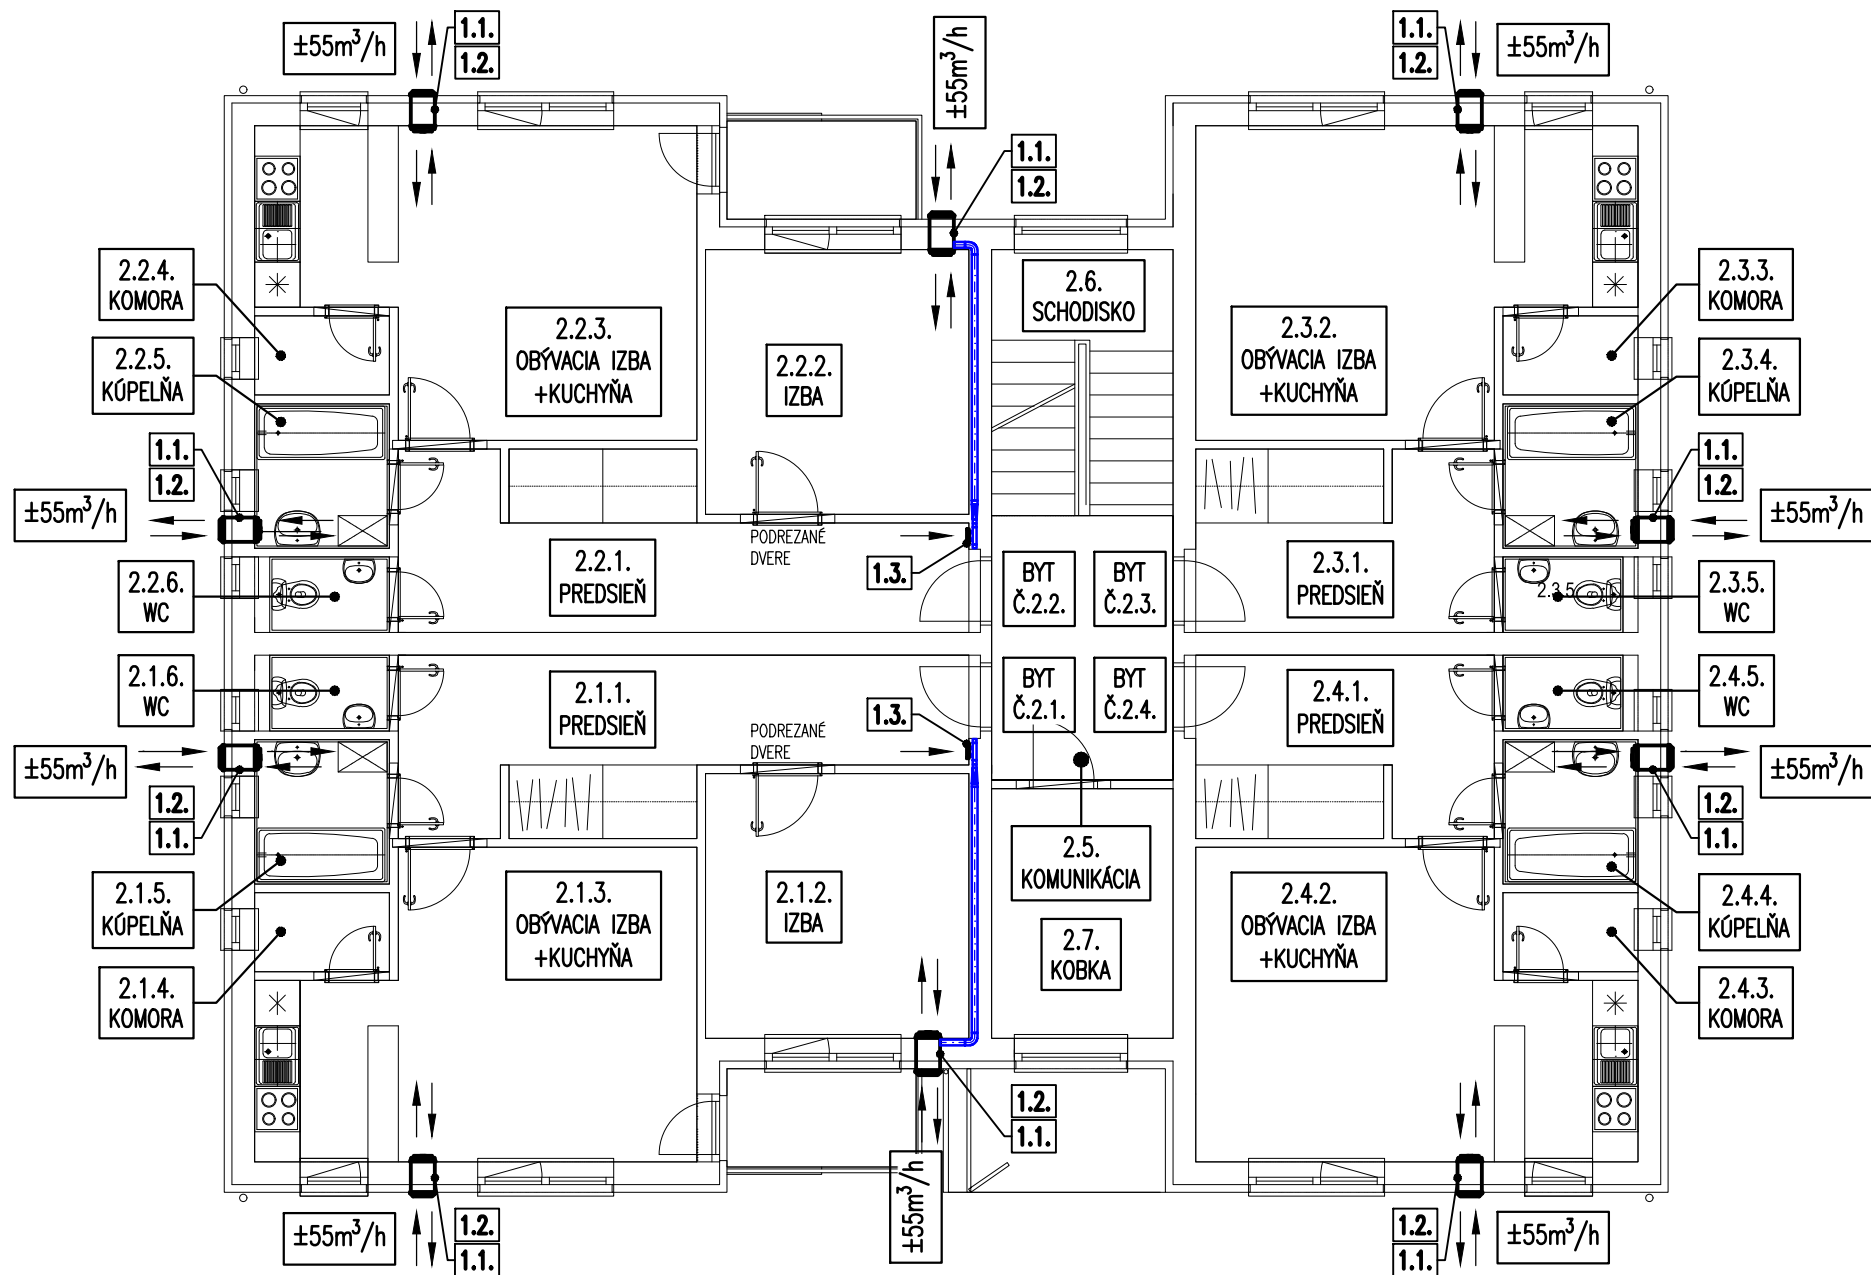 ±55m³/h
1.1.
1.2.
±55m³/h
1.1.
1.2.
±55m³/h
1.1.
1.2.
2.2.4.
KOMORA
2.2.5.
KÚPELŇA
2.2.3.
OBÝVACIA IZBA
+KUCHYŇA
2.2.2.
IZBA
2.6.
SCHODISKO
2.3.2.
OBÝVACIA IZBA
+KUCHYŇA
2.3.3.
KOMORA
2.3.4.
KÚPELŇA
1.1.
1.2.
±55m³/h
1.1.
1.2.
±55m³/h
PODREZANÉ
DVERE
1.3.
2.2.6.
WC
2.2.1.
PREDSIEŇ
BYT
Č.2.2.
BYT
Č.2.3.
2.3.1.
PREDSIEŇ
2.3.5
2.3.5.
WC
2.1.6.
WC
2.1.1.
PREDSIEŇ
1.3.
BYT
Č.2.1.
BYT
Č.2.4.
2.4.1.
PREDSIEŇ
2.4.5.
WC
PODREZANÉ
DVERE
±55m³/h
1.2.
1.1.
±55m³/h
1.2.
1.1.
2.1.5.
KÚPELŇA
2.1.4.
KOMORA
2.1.3.
OBÝVACIA IZBA
+KUCHYŇA
2.1.2.
IZBA
2.5.
KOMUNIKÁCIA
2.7.
KOBKA
2.4.2.
OBÝVACIA IZBA
+KUCHYŇA
2.4.4.
KÚPELŇA
2.4.3.
KOMORA
1.2.
1.1.
±55m³/h
±55m³/h
1.2.
1.1.
1.2.
1.1.
±55m³/h